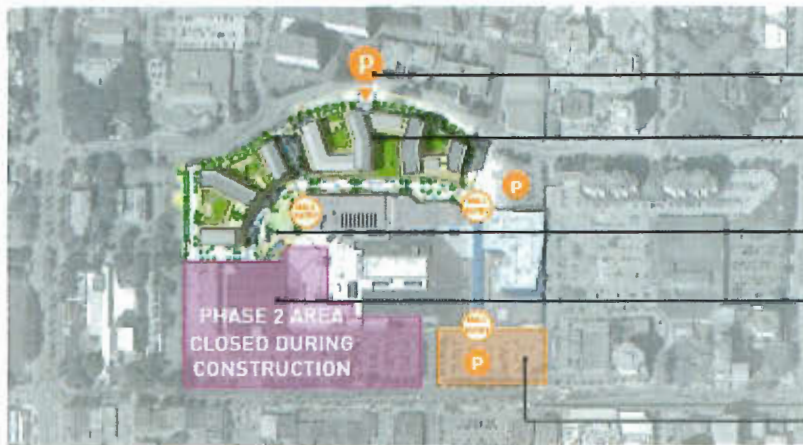 P
P
PHASE 2 AREA
CLOSED DURING
CONSTRUCTION
P